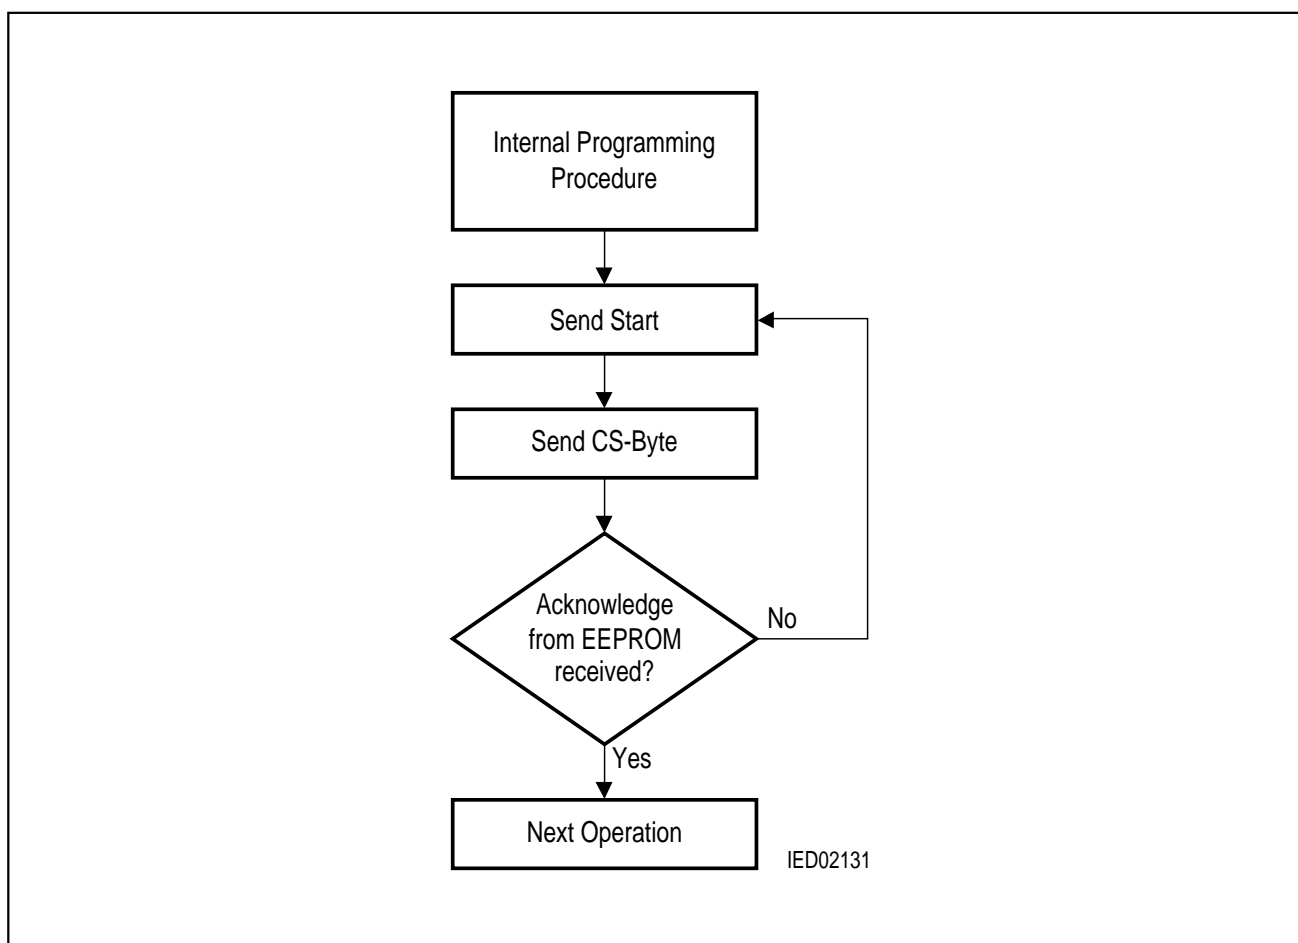 Internal Programming
Procedure
Send Start
Send CS-Byte
Acknowledge
from EEPROM
received?
No
Yes
Next Operation
IED02131